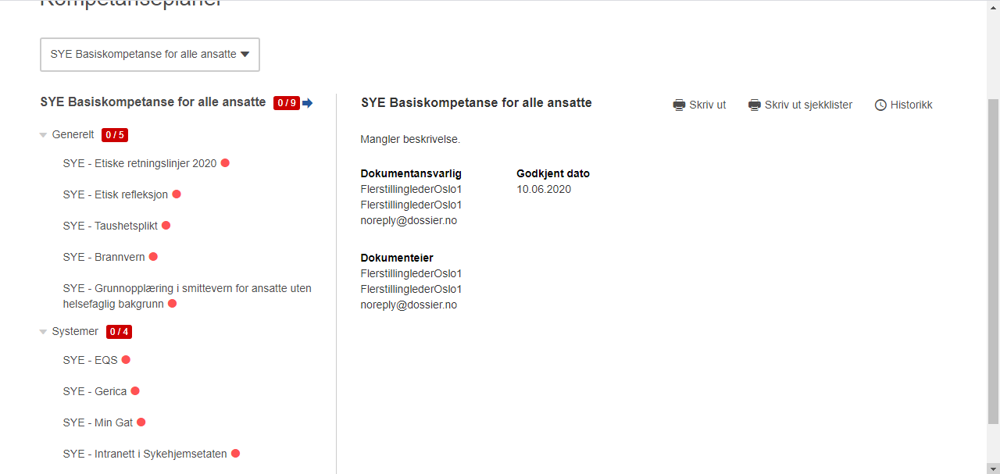 Kompetanseplaner
SYE Basiskompetanse for alle ansatte
SYE Basiskompetanse for alle ansatte 0 / 9
Generelt 0 / 5
SYE - Etiske retningslinjer 2020
SYE - Etisk refleksjon
SYE - Taushetsplikt
SYE - Brannvern
SYE - Grunnopplæring i smittevern for ansatte uten
helsefaglig bakgrunn
Systemer 0 / 4
SYE - EQS
SYE - Gerica
SYE - Min Gat
SYE - Intranett i Sykehjemsetaten
SYE Basiskompetanse for alle ansatte
Skriv ut
Skriv ut sjekklister
Historikk
Mangler beskrivelse.
Dokumentansvarlig
FlerstillinglederOslo1
FlerstillinglederOslo1
noreply@dossier.no
Godkjent dato
10.06.2020
Dokumenteier
FlerstillinglederOslo1
FlerstillinglederOslo1
noreply@dossier.no